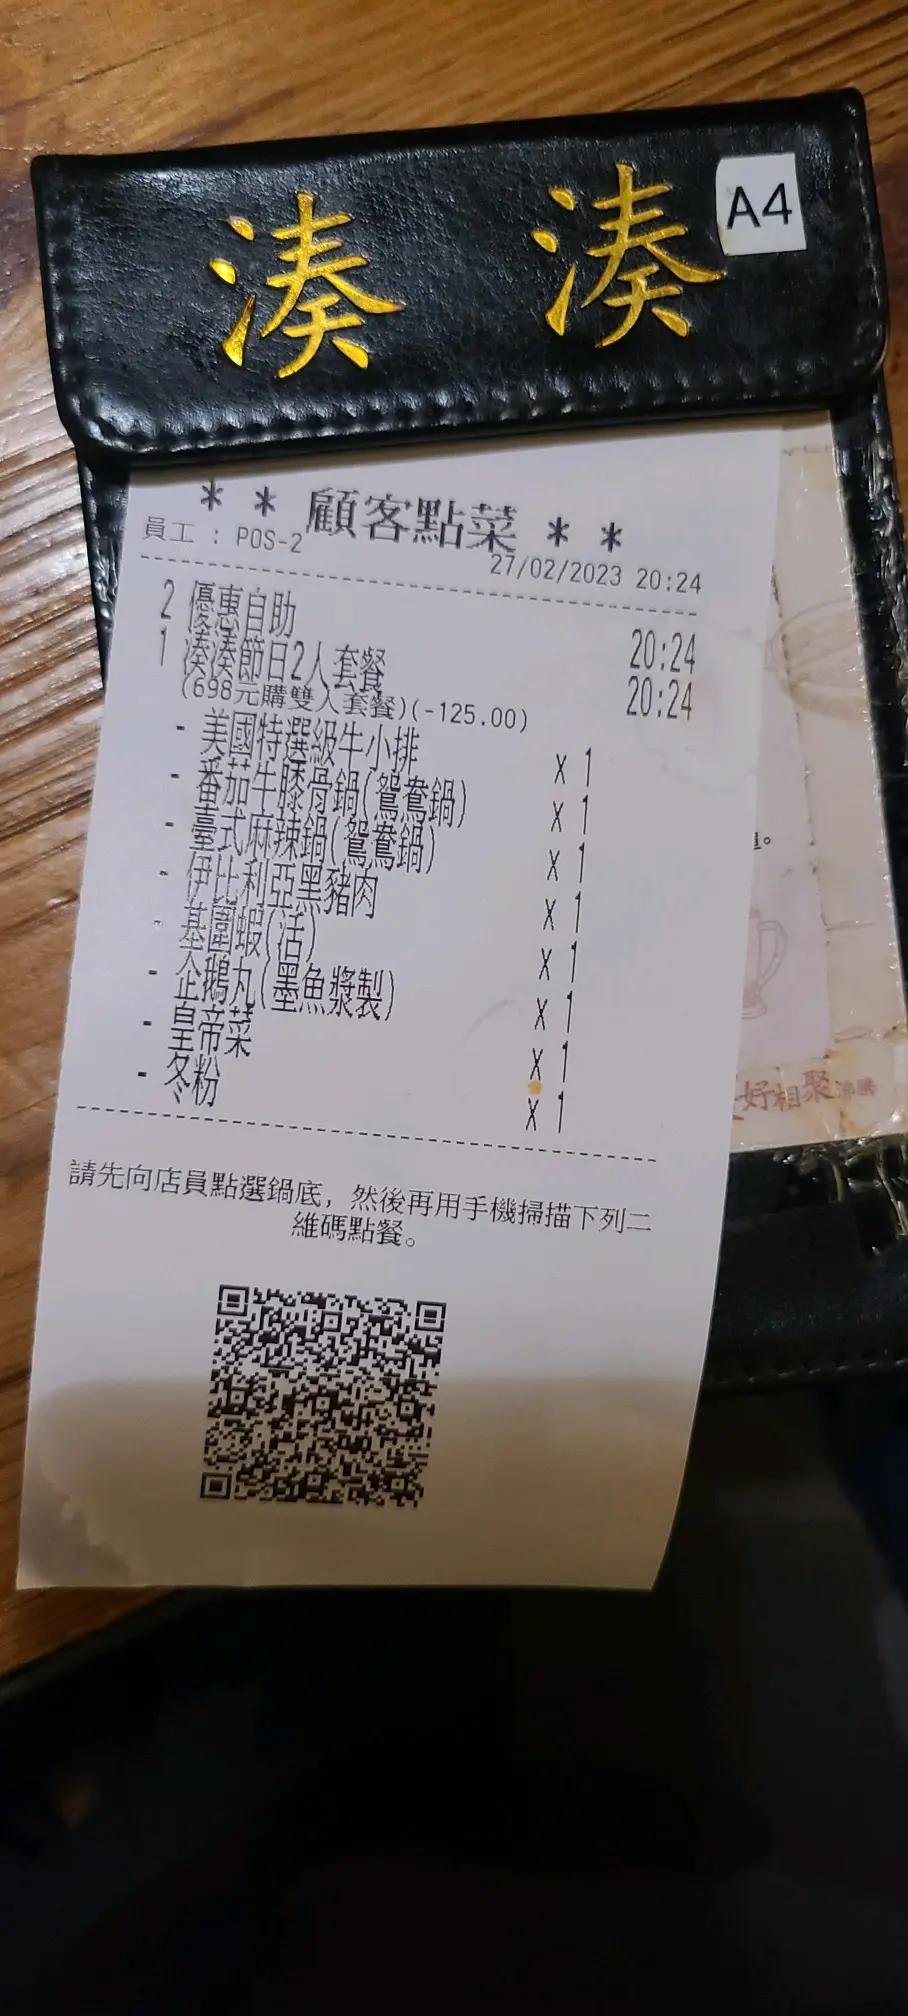 湊 湊
A4
* * 顧客點菜 * *
員工 : POS-2
27/02/2023 20:24
2 優惠自助 20:24
1 湊湊節日2人套餐 20:24
(698元購雙人套餐)(-125.00)
- 美國特選級牛小排 X 1
- 番茄牛膝骨鍋(鴛鴦鍋) X 1
- 臺式麻辣鍋(鴛鴦鍋) X 1
- 伊比利亞黑豬肉 X 1
- 基圍蝦(活) X 1
- 企鵝丸(墨魚漿製) X 1
- 皇帝菜 X 1
- 冬粉 X 1
請先向店員點選鍋底, 然後再用手機掃描下列二
維碼點餐。
好相聚